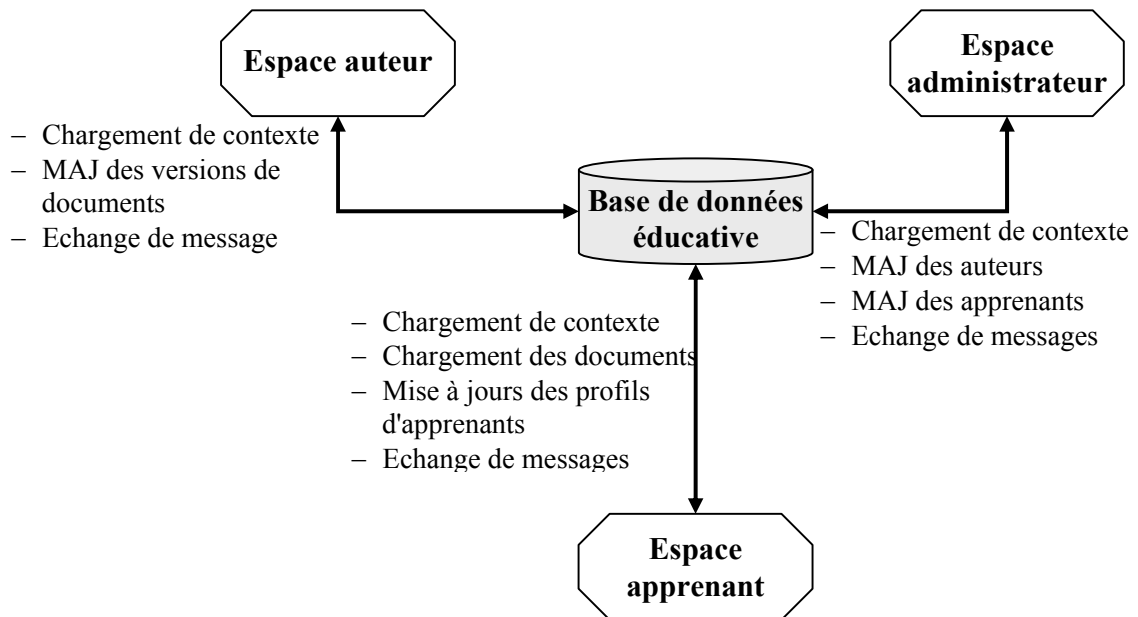 Espace auteur
Espace
administrateur
– Chargement de contexte
– MAJ des versions de
documents
– Echange de message
Base de données
éducative
– Chargement de contexte
– MAJ des auteurs
– MAJ des apprenants
– Echange de messages
– Chargement de contexte
– Chargement des documents
– Mise à jours des profils
d'apprenants
– Echange de messages
Espace
apprenant